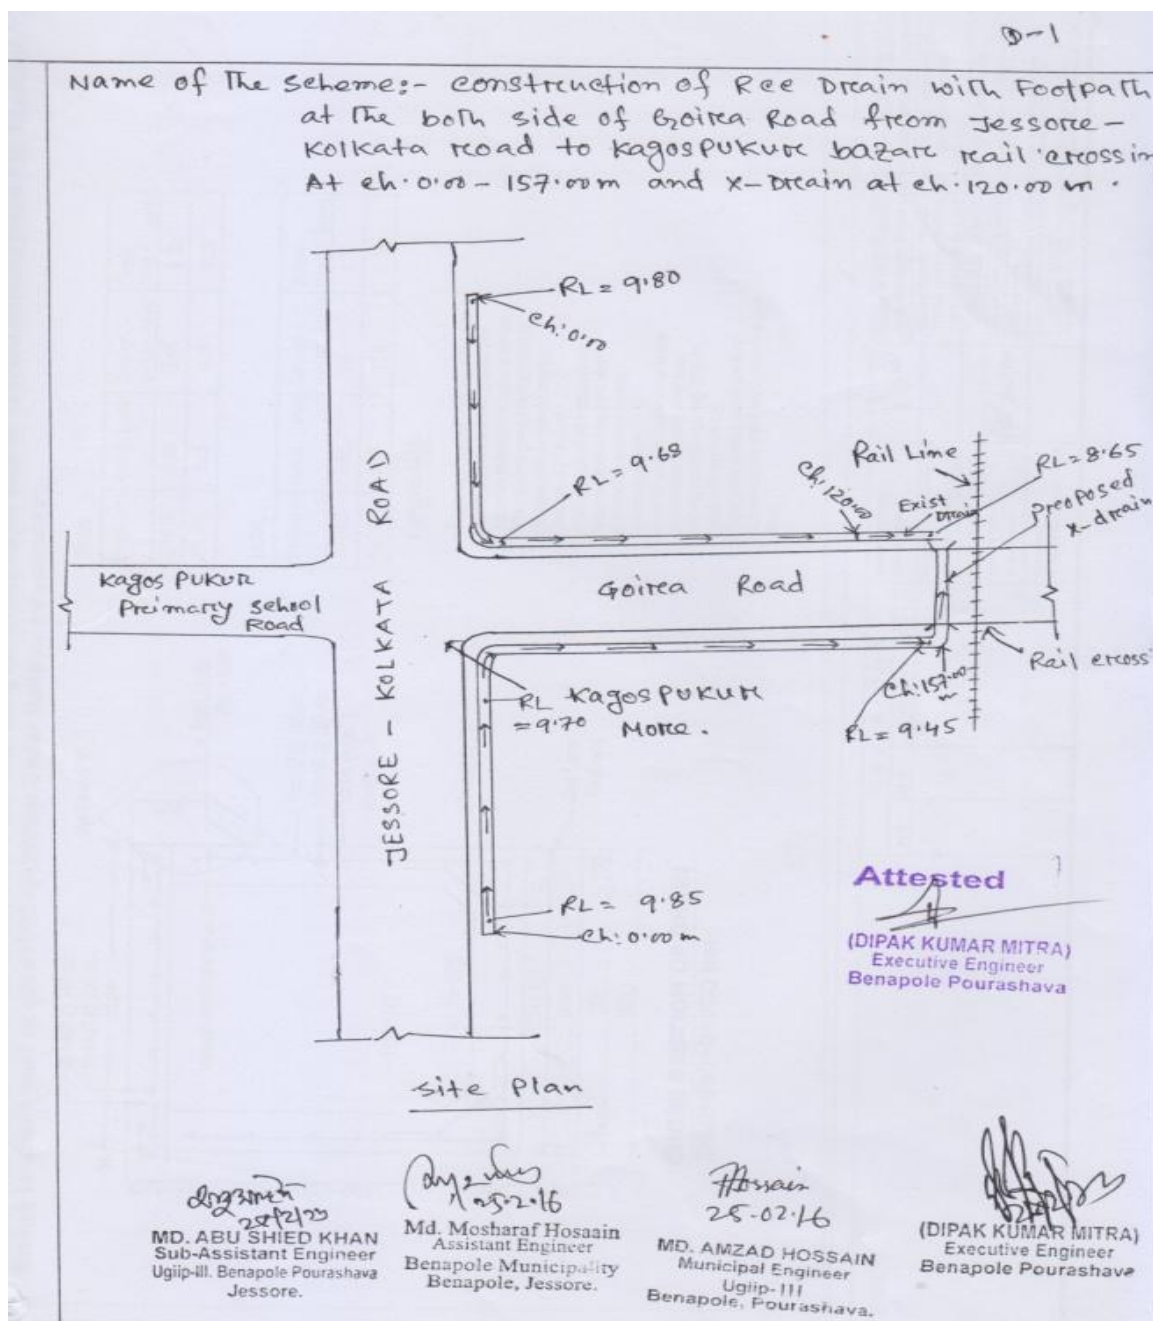 D-1
Name of The Scheme:- Construction of Rcc Drain with Footpath
at The both side of Goirea Road from Jessore-
Kolkata road to Kagospukur bazar rail crossin
At ch. 0.00 - 157.00m and X-Drain at ch. 120.00 m.
RL = 9.80
Ch: 0.00
RL = 9.68
Ch: 120.00
Rail Line
Exist
Drain
RL = 8.65
Proposed
x-drain
Kagos Pukur
Primary School
Road
JESSORE - KOLKATA ROAD
Goirea Road
RL
= 9.70
Kagos Pukur
More.
Ch: 157.00
m
RL = 9.45
Rail cross
RL = 9.85
Ch: 0.00 m
Attested
(DIPAK KUMAR MITRA)
Executive Engineer
Benapole Pourashava
Site Plan
MD. ABU SHIED KHAN
Sub-Assistant Engineer
Ugiip-III. Benapole Pourashava
Jessore.
25.2.16
Md. Mosharaf Hosaain
Assistant Engineer
Benapole Municipality
Benapole, Jessore.
Hossain
25-02-16
MD. AMZAD HOSSAIN
Municipal Engineer
Ugiip-III
Benapole, Pourashava.
(DIPAK KUMAR MITRA)
Executive Engineer
Benapole Pourashava